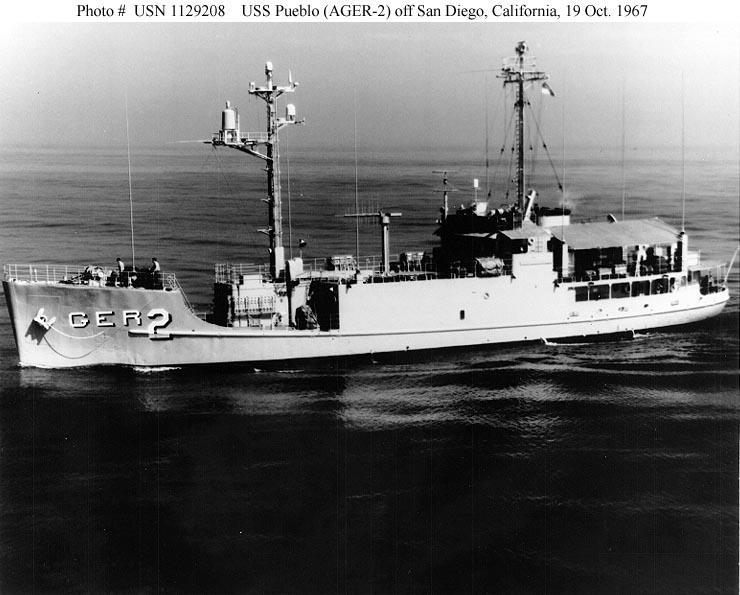 Photo # USN 1129208 USS Pueblo (AGER-2) off San Diego, California, 19 Oct. 1967
GER 2